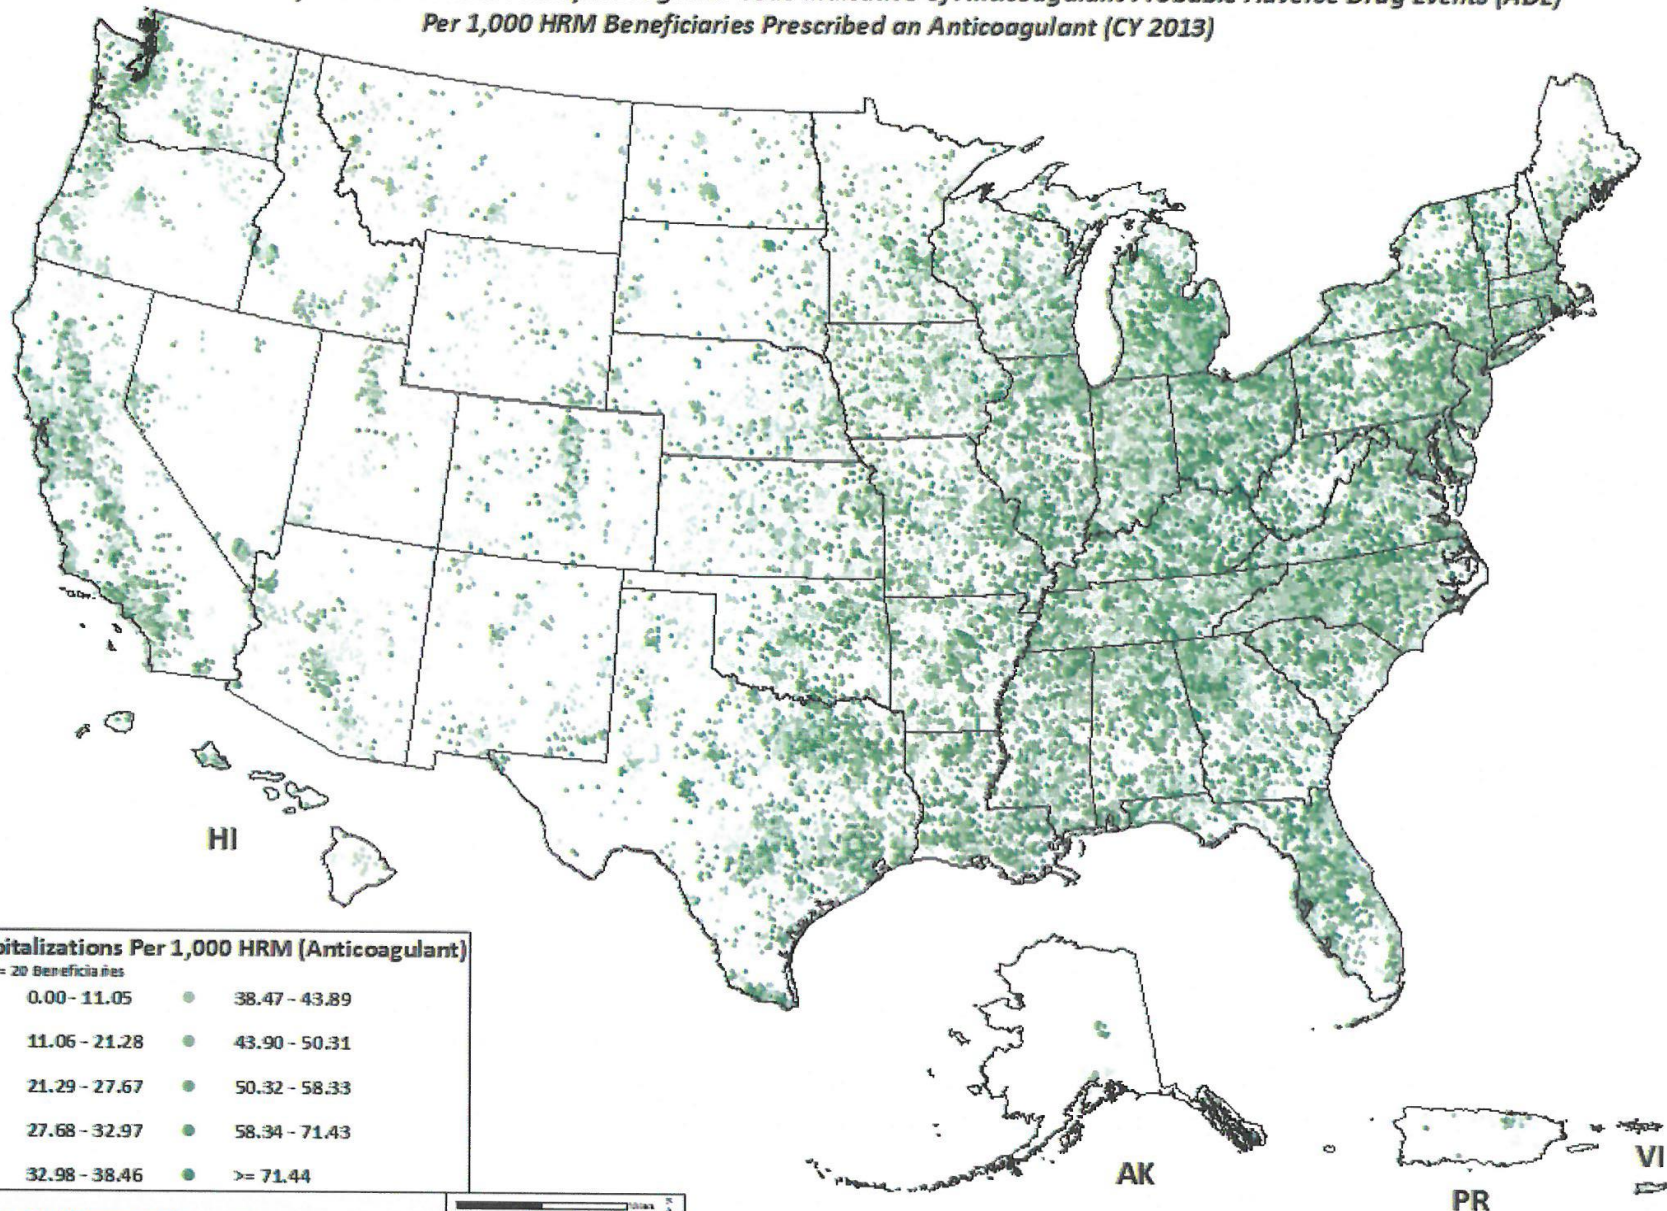 Per 1,000 HRM Beneficiaries Prescribed an Anticoagulant (CY 2013)
HI
pitalizations Per 1,000 HRM (Anticoagulant)
= 20 Beneficiaries
0.00 - 11.05
38.47 - 43.89
11.06 - 21.28
43.90 - 50.31
21.29 - 27.67
50.32 - 58.33
27.68 - 32.97
58.34 - 71.43
32.98 - 38.46
>= 71.44
AK
PR
VI